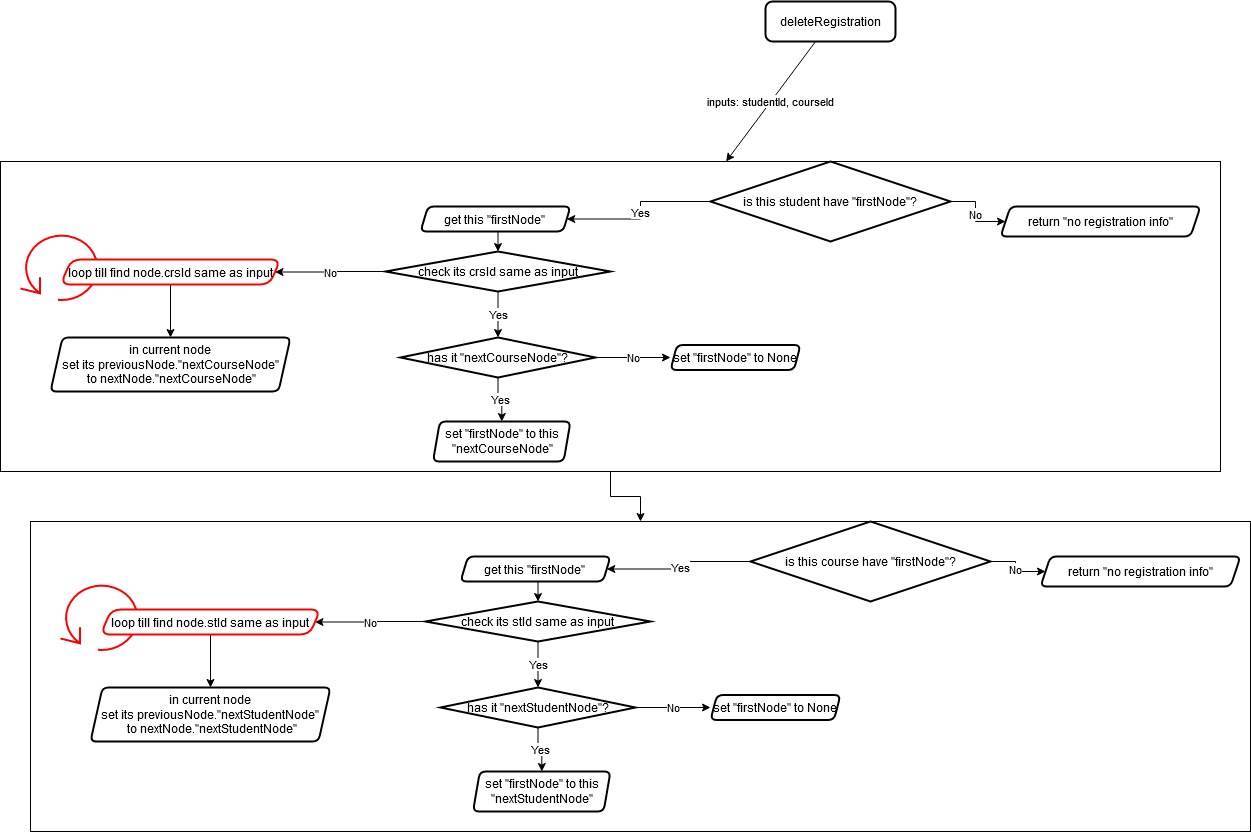 deleteRegistration
inputs: studentId, courseId
is this student have "firstNode"?
Yes
No
get this "firstNode"
return "no registration info"
check its crsId same as input
No
loop till find node.crsId same as input
Yes
in current node
set its previousNode."nextCourseNode"
to nextNode."nextCourseNode"
has it "nextCourseNode"?
No
set "firstNode" to None
Yes
set "firstNode" to this
"nextCourseNode"
is this course have "firstNode"?
Yes
No
get this "firstNode"
return "no registration info"
check its stId same as input
No
loop till find node.stId same as input
Yes
in current node
set its previousNode."nextStudentNode"
to nextNode."nextStudentNode"
has it "nextStudentNode"?
No
set "firstNode" to None
Yes
set "firstNode" to this
"nextStudentNode"